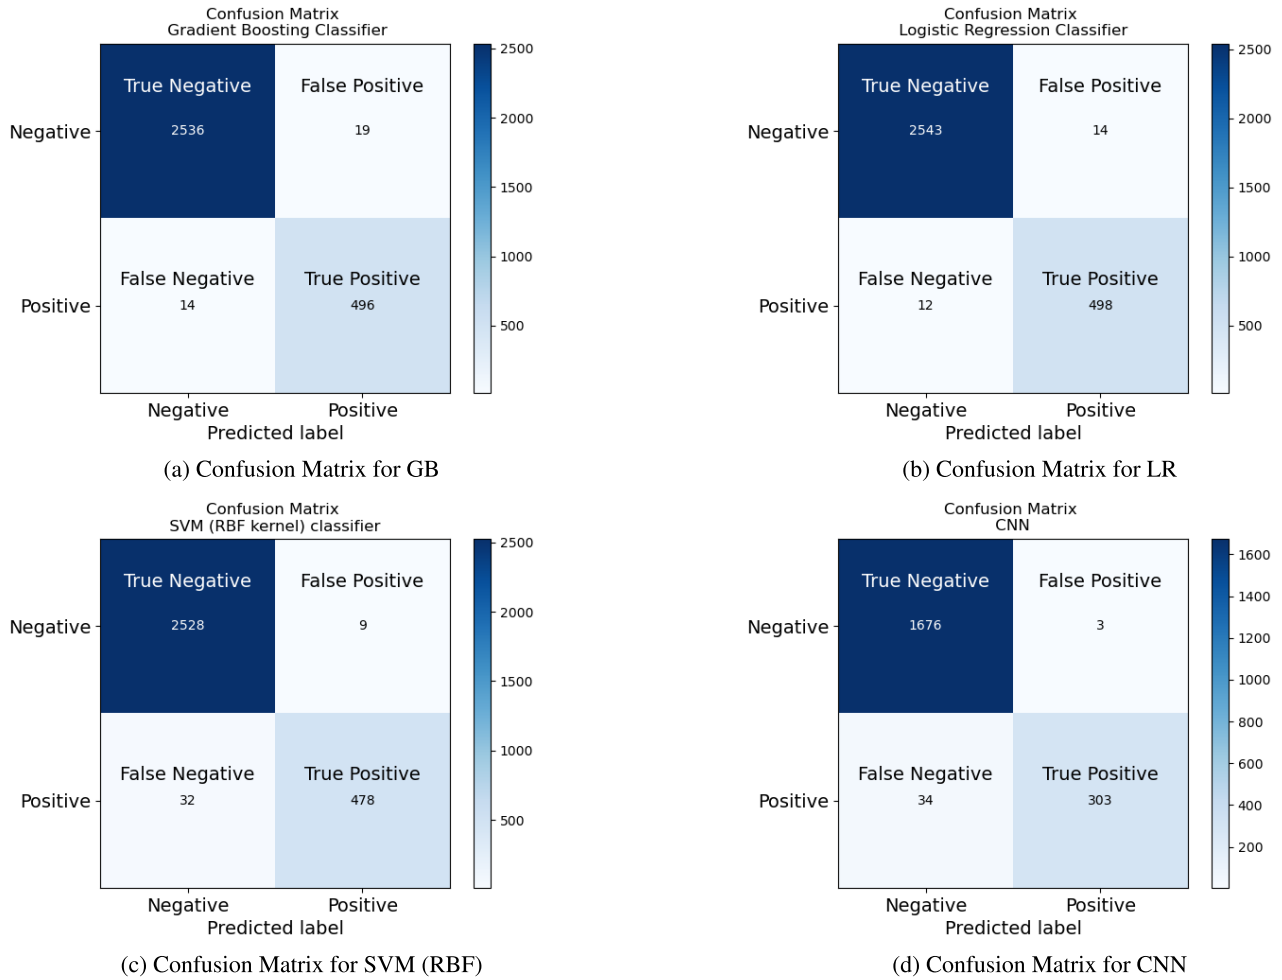 Confusion Matrix
Gradient Boosting Classifier
True Negative
False Positive
Negative
2536
19
False Negative
True Positive
Positive
14
496
Negative
Positive
Predicted label
2500
2000
1500
1000
500
(a) Confusion Matrix for GB
Confusion Matrix
Logistic Regression Classifier
True Negative
False Positive
Negative
2543
14
False Negative
True Positive
Positive
12
498
Negative
Positive
Predicted label
2500
2000
1500
1000
500
(b) Confusion Matrix for LR
Confusion Matrix
SVM (RBF kernel) classifier
True Negative
False Positive
Negative
2528
9
False Negative
True Positive
Positive
32
478
Negative
Positive
Predicted label
2500
2000
1500
1000
500
(c) Confusion Matrix for SVM (RBF)
Confusion Matrix
CNN
True Negative
False Positive
Negative
1676
3
False Negative
True Positive
Positive
34
303
Negative
Positive
Predicted label
1600
1400
1200
1000
800
600
400
200
(d) Confusion Matrix for CNN